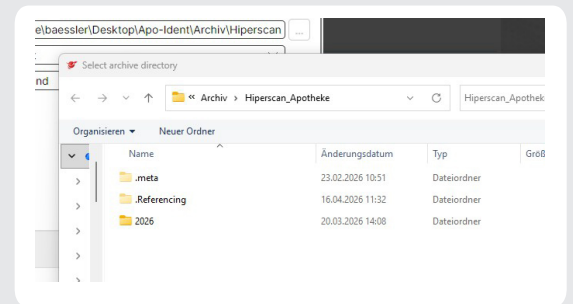 e\baessler\Desktop\Apo-Ident\Archiv\Hiperscan ...
Select archive directory
nd
« Archiv › Hiperscan_Apotheke Hiperscan_Apothek
Organisieren Neuer Ordner
Name Änderungsdatum Typ Größ
.meta 23.02.2026 10:51 Dateiordner
.Referencing 16.04.2026 11:32 Dateiordner
2026 20.03.2026 14:08 Dateiordner